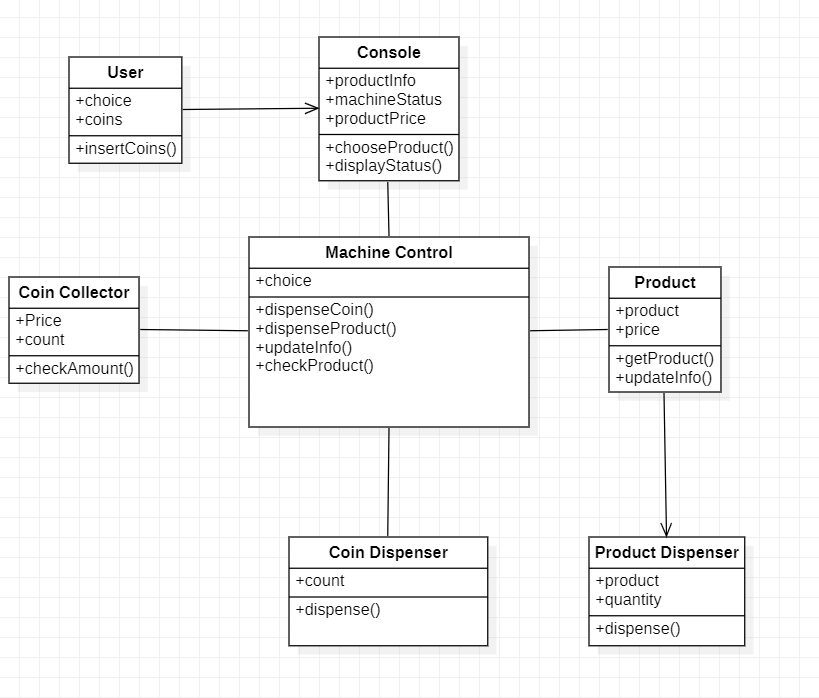 User
+choice
+coins
+insertCoins()
Console
+productInfo
+machineStatus
+productPrice
+chooseProduct()
+displayStatus()
Coin Collector
+Price
+count
+checkAmount()
Machine Control
+choice
+dispenseCoin()
+dispenseProduct()
+updateInfo()
+checkProduct()
Product
+product
+price
+getProduct()
+updateInfo()
Coin Dispenser
+count
+dispense()
Product Dispenser
+product
+quantity
+dispense()